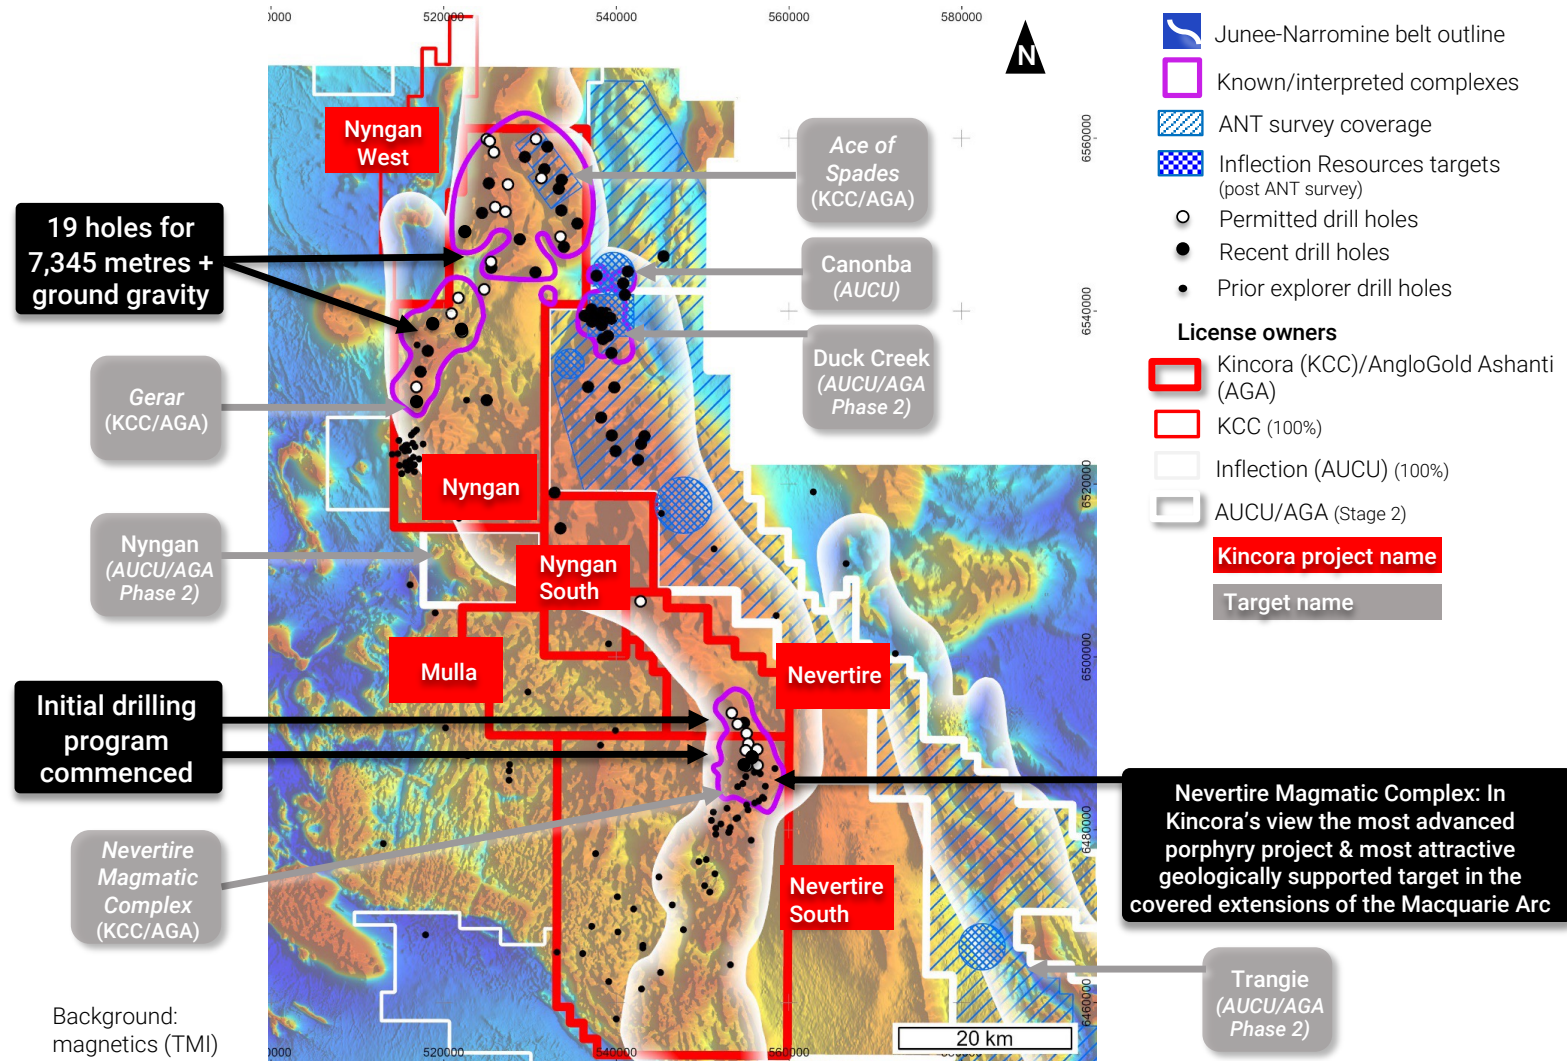 0000
520000
540000
560000
580000
N
Junee-Narromine belt outline
Known/interpreted complexes
ANT survey coverage
Inflection Resources targets
(post ANT survey)
Permitted drill holes
Recent drill holes
Prior explorer drill holes
License owners
Kincora (KCC)/AngloGold Ashanti
(AGA)
KCC (100%)
Inflection (AUCU) (100%)
AUCU/AGA (Stage 2)
Kincora project name
Target name
Nyngan
West
Ace of
Spades
(KCC/AGA)
6560000
19 holes for
7,345 metres +
ground gravity
Canonba
(AUCU)
6540000
Duck Creek
(AUCU/AGA
Phase 2)
Gerar
(KCC/AGA)
Nyngan
6520000
Nyngan
(AUCU/AGA
Phase 2)
Nyngan
South
Mulla
Nevertire
6500000
Initial drilling
program
commenced
Nevertire Magmatic Complex: In
Kincora’s view the most advanced
porphyry project & most attractive
geologically supported target in the
covered extensions of the Macquarie Arc
6480000
Nevertire
Magmatic
Complex
(KCC/AGA)
Nevertire
South
Trangie
(AUCU/AGA
Phase 2)
6460000
Background:
magnetics (TMI)
20 km
0000
520000
540000
560000